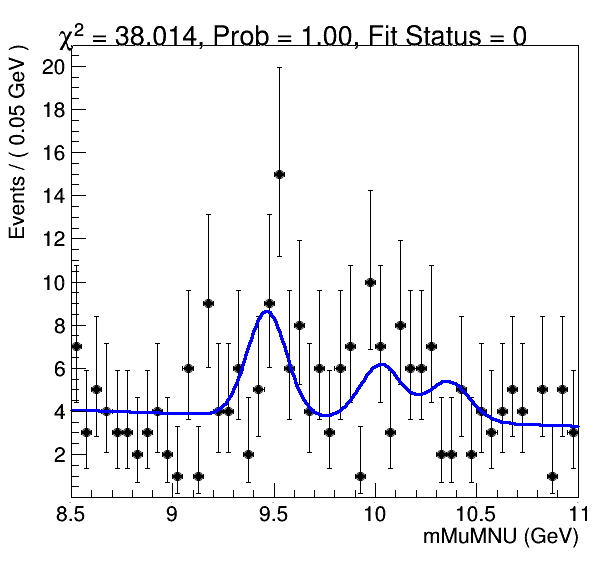 χ² = 38.014, Prob = 1.00, Fit Status = 0
Events / ( 0.05 GeV )
20
18
16
14
12
10
8
6
4
2
8.5 9 9.5 10 10.5 11
mMuMNU (GeV)